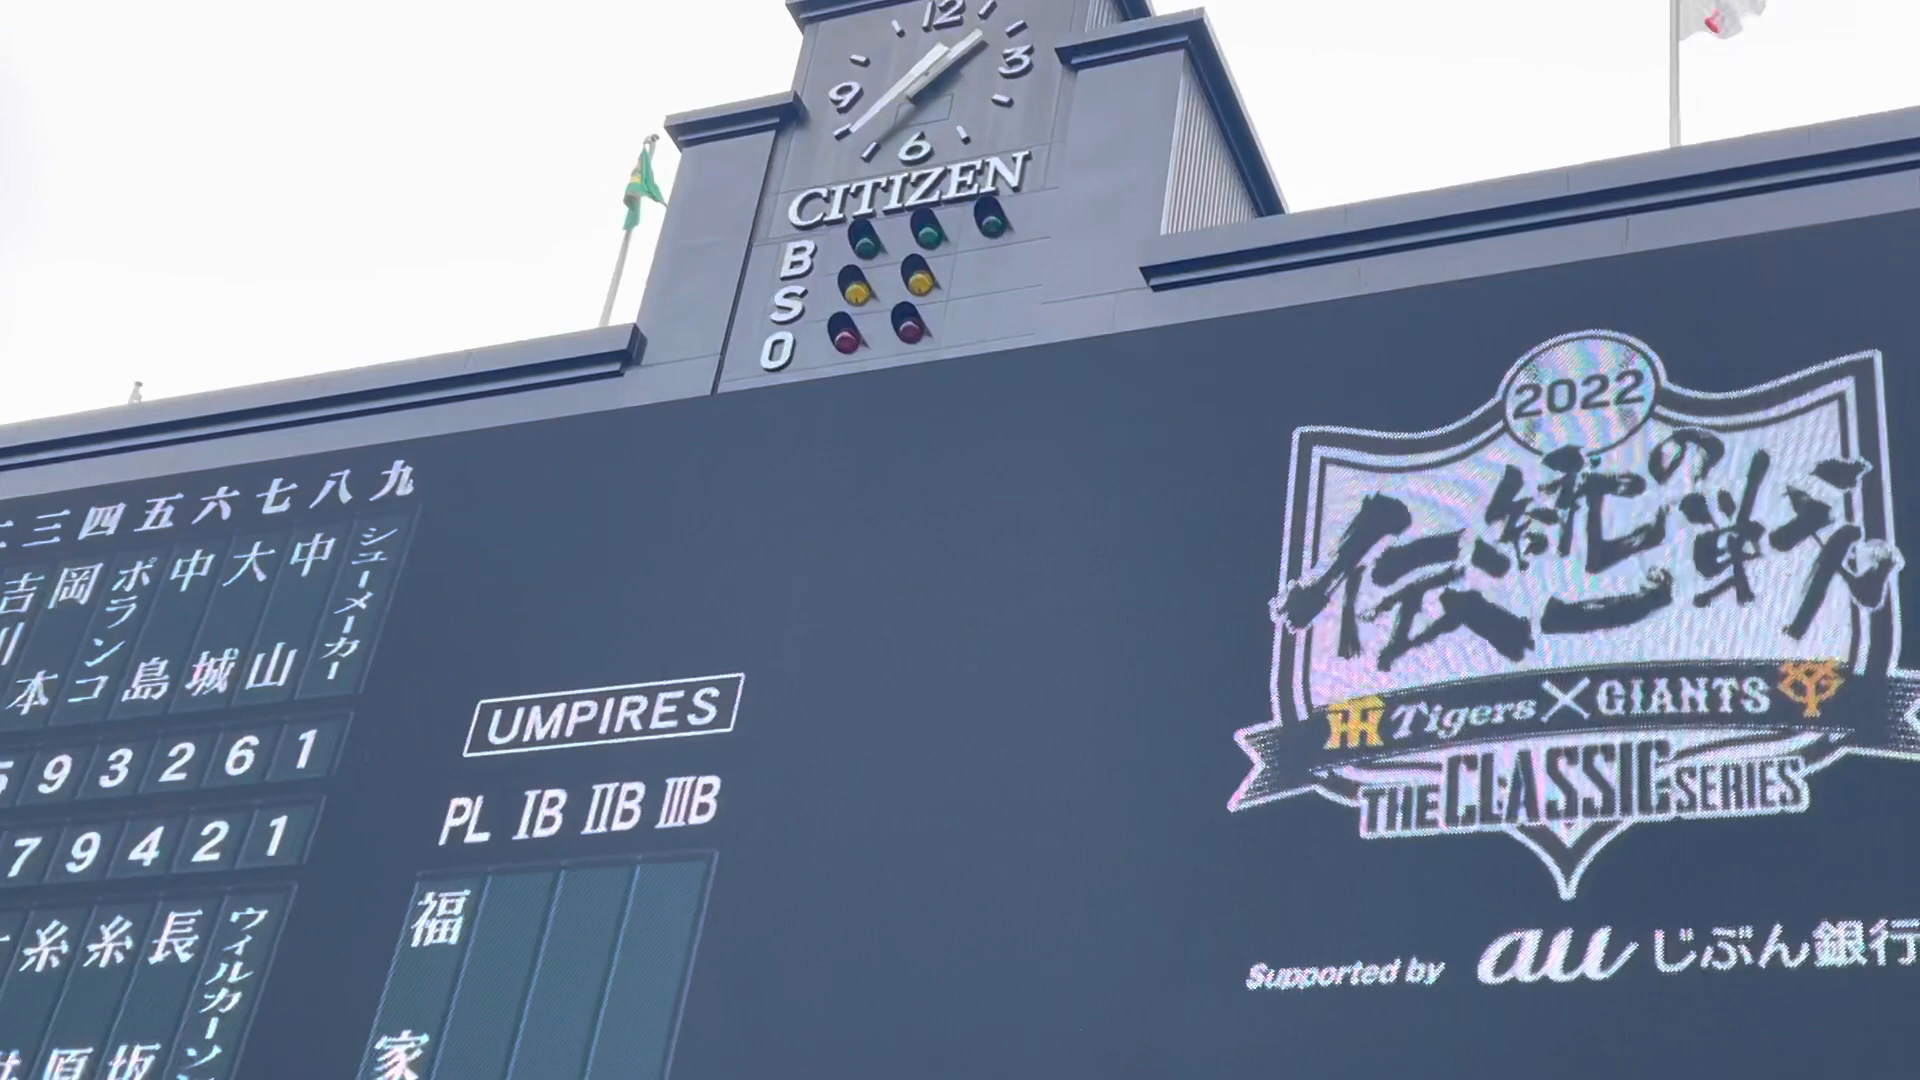 12
3
9
6
CITIZEN
B
S
O
2022
伝統の戦
Tigers×GIANTS
THE CLASSIC SERIES
Supported by au じぶん銀行
三 四 五 六 七 八 九
吉川
岡本
ポランコ
中島
大城
中山
シューメーカー
5 9 3 2 6 1
7 9 4 2 1
糸原
長坂
ウィルカーソン
UMPIRES
PL IB IIB IIIB
福家